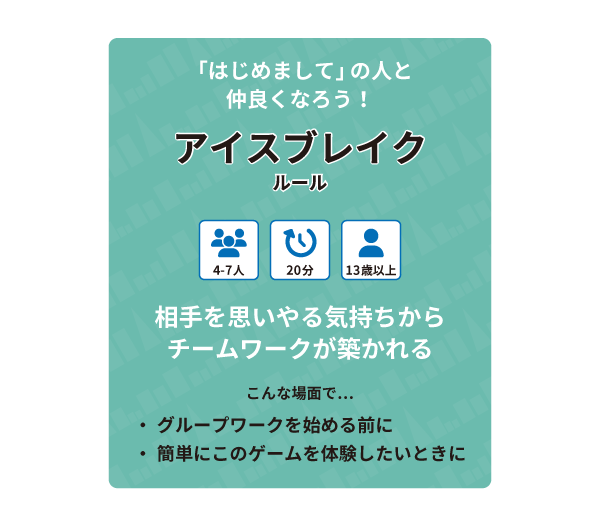 「はじめまして」の人と
仲良くなろう！
アイスブレイク
ルール
4-7人
20分
13歳以上
相手を思いやる気持ちから
チームワークが築かれる
こんな場面で…
・ グループワークを始める前に
・ 簡単にこのゲームを体験したいときに